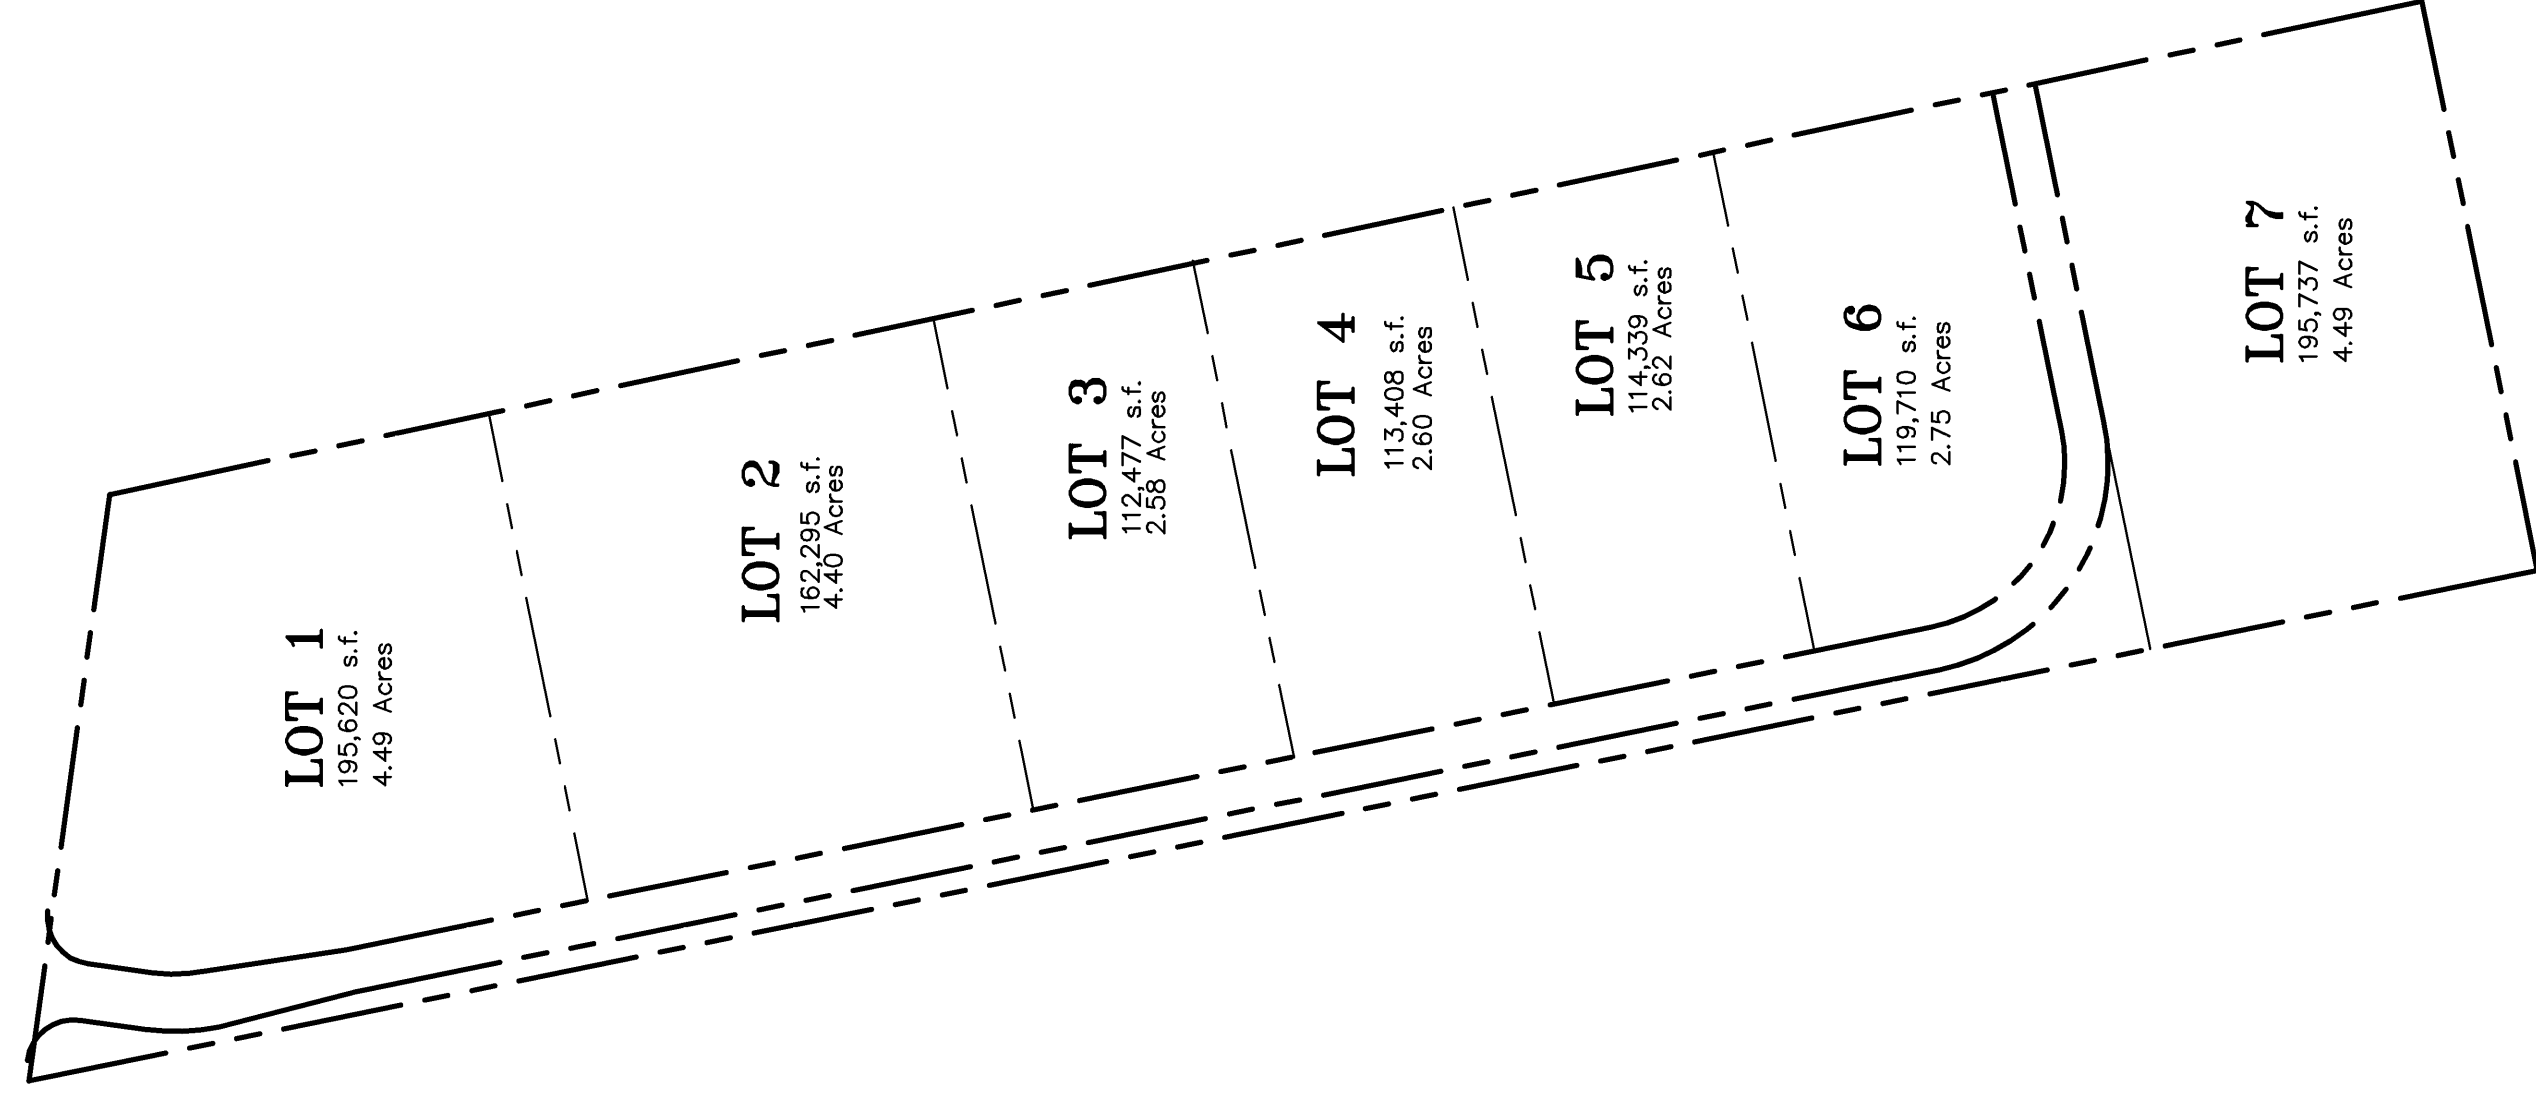 LOT 1
195,620 s.f.
4.49 Acres
LOT 2
162,295 s.f.
4.40 Acres
LOT 3
112,477 s.f.
2.58 Acres
LOT 4
113,408 s.f.
2.60 Acres
LOT 5
114,339 s.f.
2.62 Acres
LOT 6
119,710 s.f.
2.75 Acres
LOT 7
195,737 s.f.
4.49 Acres